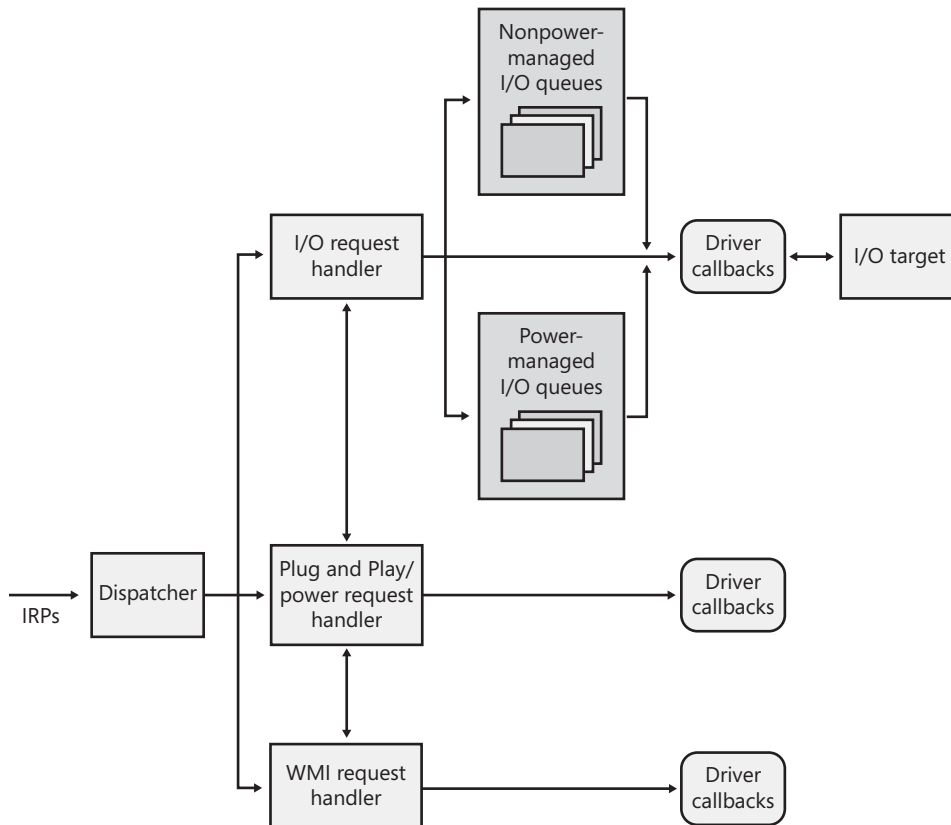 Nonpower-
managed
I/O queues
I/O request
handler
Driver
callbacks
I/O target
Power-
managed
I/O queues
IRPs
Dispatcher
Plug and Play/
power request
handler
Driver
callbacks
WMI request
handler
Driver
callbacks